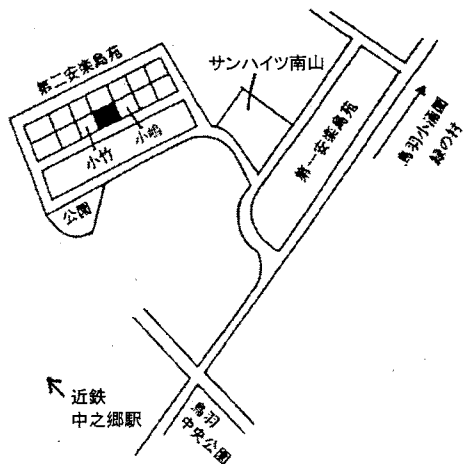 第二安楽島苑
サンハイツ南山
小竹
小嶋
公園
第一安楽島苑
鳥羽小涌園
緑の村
近鉄
中之郷駅
鳥羽
中央公園